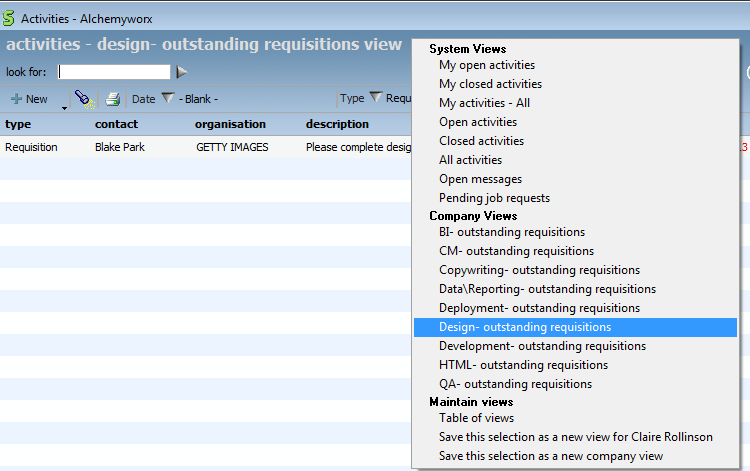 S Activities - Alchemyworx
activities - design- outstanding requisitions view
look for:
New Date - Blank - Type Requ
type contact organisation description
Requisition Blake Park GETTY IMAGES Please complete desig 13
System Views
My open activities
My closed activities
My activities - All
Open activities
Closed activities
All activities
Open messages
Pending job requests
Company Views
BI- outstanding requisitions
CM- outstanding requisitions
Copywriting- outstanding requisitions
Data\Reporting- outstanding requisitions
Deployment- outstanding requisitions
Design- outstanding requisitions
Development- outstanding requisitions
HTML- outstanding requisitions
QA- outstanding requisitions
Maintain views
Table of views
Save this selection as a new view for Claire Rollinson
Save this selection as a new company view